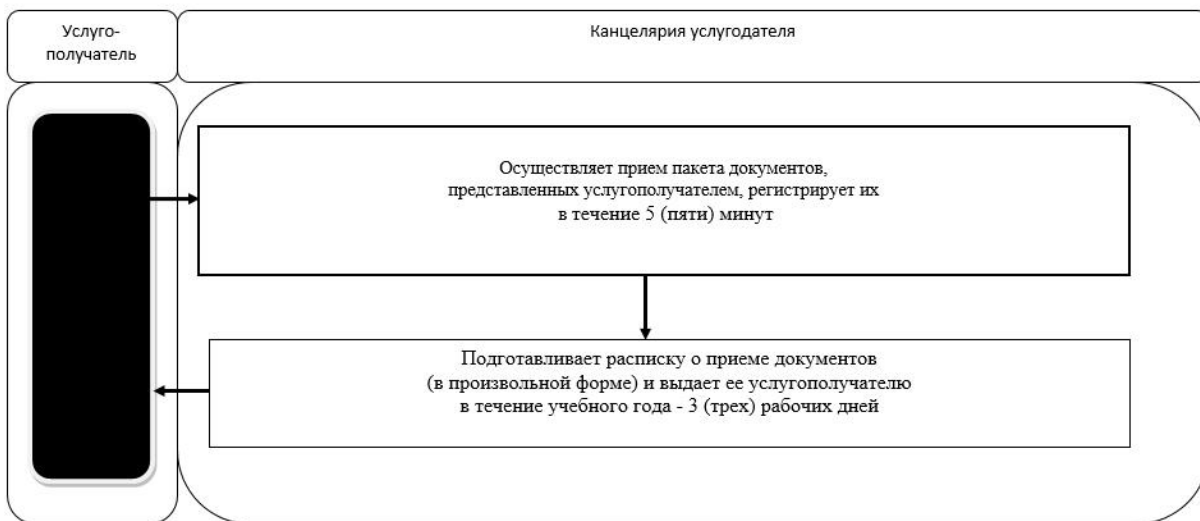 Услуго-
получатель
Канцелярия услугодателя
Осуществляет прием пакета документов,
представленных услугополучателем, регистрирует их
в течение 5 (пяти) минут
Подготавливает расписку о приеме документов
(в произвольной форме) и выдает ее услугополучателю
в течение учебного года - 3 (трех) рабочих дней